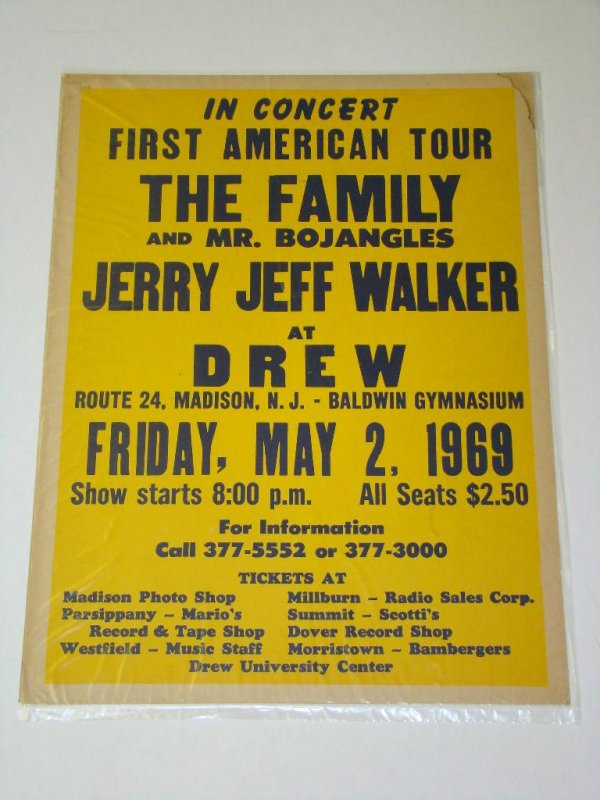 IN CONCERT
FIRST AMERICAN TOUR
THE FAMILY
AND MR. BOJANGLES
JERRY JEFF WALKER
AT
DREW
ROUTE 24, MADISON, N. J. - BALDWIN GYMNASIUM
FRIDAY, MAY 2, 1969
Show starts 8:00 p.m. All Seats $2.50
For Information
Call 377-5552 or 377-3000
TICKETS AT
Madison Photo Shop
Parsippany – Mario's
Record & Tape Shop
Westfield – Music Staff
Millburn – Radio Sales Corp.
Summit – Scotti's
Dover Record Shop
Morristown – Bambergers
Drew University Center